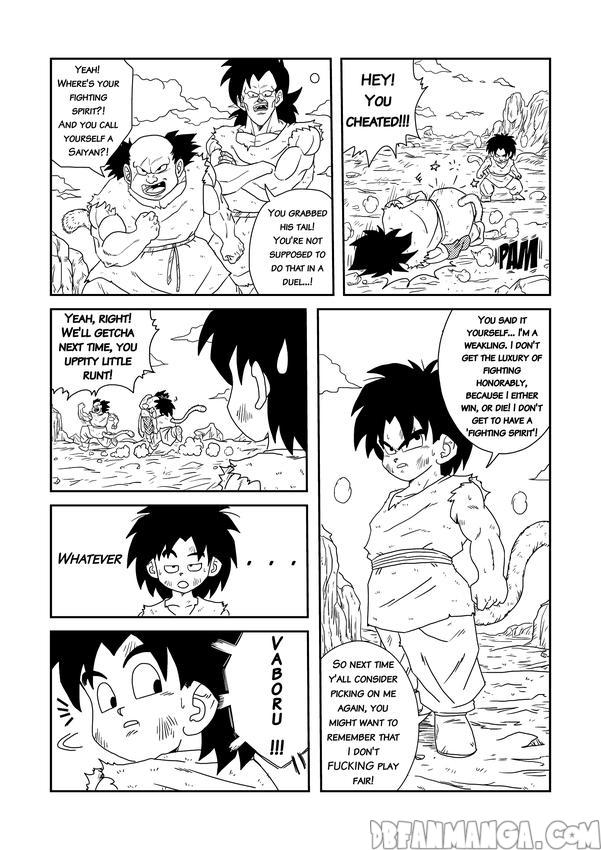 YEAH!
WHERE'S YOUR
FIGHTING
SPIRIT?!
AND YOU CALL
YOURSELF A
SAIYAN?!
YOU GRABBED
HIS TAIL!
YOU'RE NOT
SUPPOSED TO
DO THAT IN A
DUEL...!
HEY!
YOU
CHEATED!!!
PAM
YEAH, RIGHT!
WE'LL GETCHA
NEXT TIME, YOU
UPPITY LITTLE
RUNT!
YOU SAID IT
YOURSELF... I'M A
WEAKLING. I DON'T
GET THE LUXURY OF
FIGHTING
HONORABLY,
BECAUSE I EITHER
WIN, OR DIE! I DON'T
GET TO HAVE A
'FIGHTING SPIRIT'!
SO NEXT TIME
Y'ALL CONSIDER
PICKING ON ME
AGAIN, YOU
MIGHT WANT TO
REMEMBER THAT
I DON'T
FUCKING PLAY
FAIR!
WHATEVER . . . .
VABORU !!!
DBFANMANGA.COM